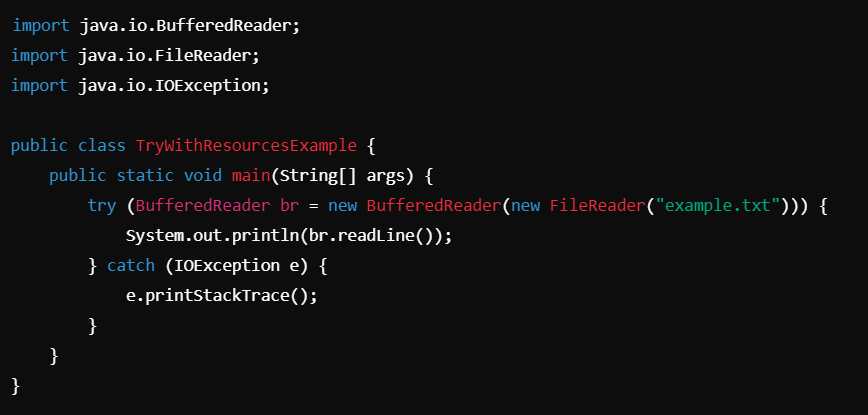 import java.io.BufferedReader;
import java.io.FileReader;
import java.io.IOException;

public class TryWithResourcesExample {
    public static void main(String[] args) {
        try (BufferedReader br = new BufferedReader(new FileReader("example.txt"))) {
            System.out.println(br.readLine());
        } catch (IOException e) {
            e.printStackTrace();
        }
    }
}